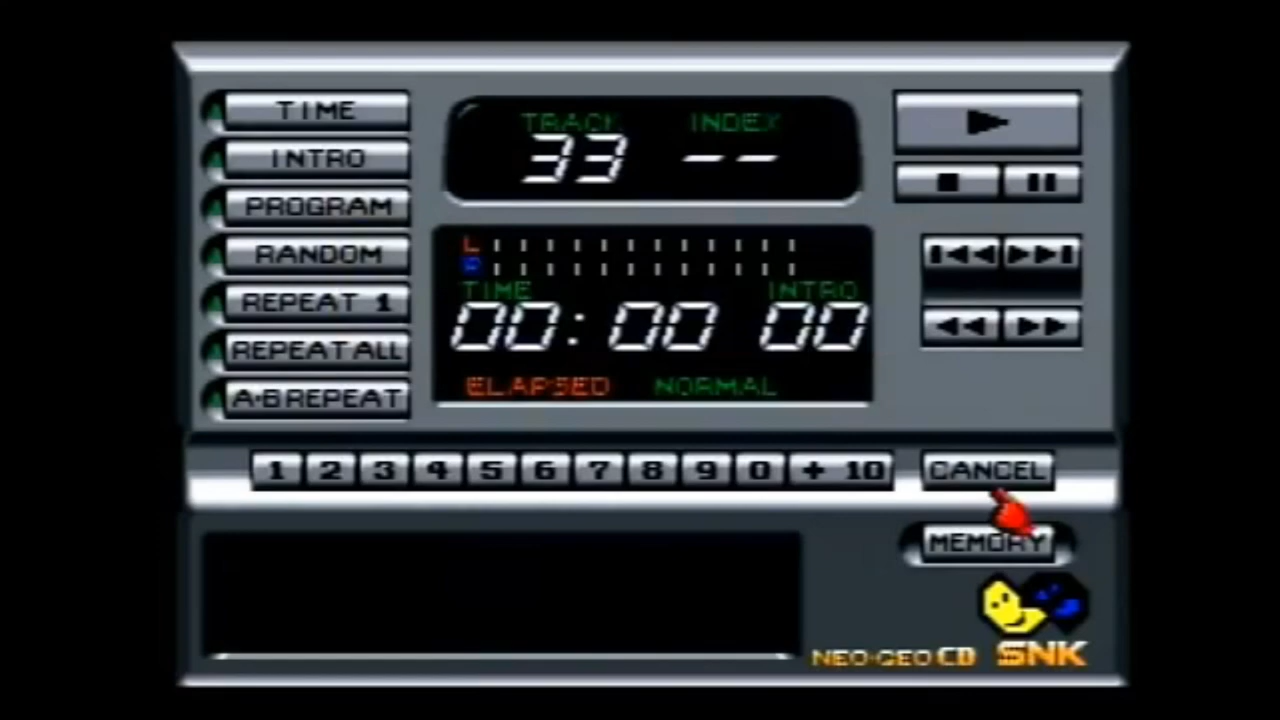 TIME
INTRO
PROGRAM
RANDOM
REPEAT 1
REPEAT ALL
A·B REPEAT
TRACK INDEX
33 --
L
R
TIME INTRO
00:00 00
ELAPSED NORMAL
1 2 3 4 5 6 7 8 9 0 + 10
CANCEL
MEMORY
NEO·GEO CD SNK